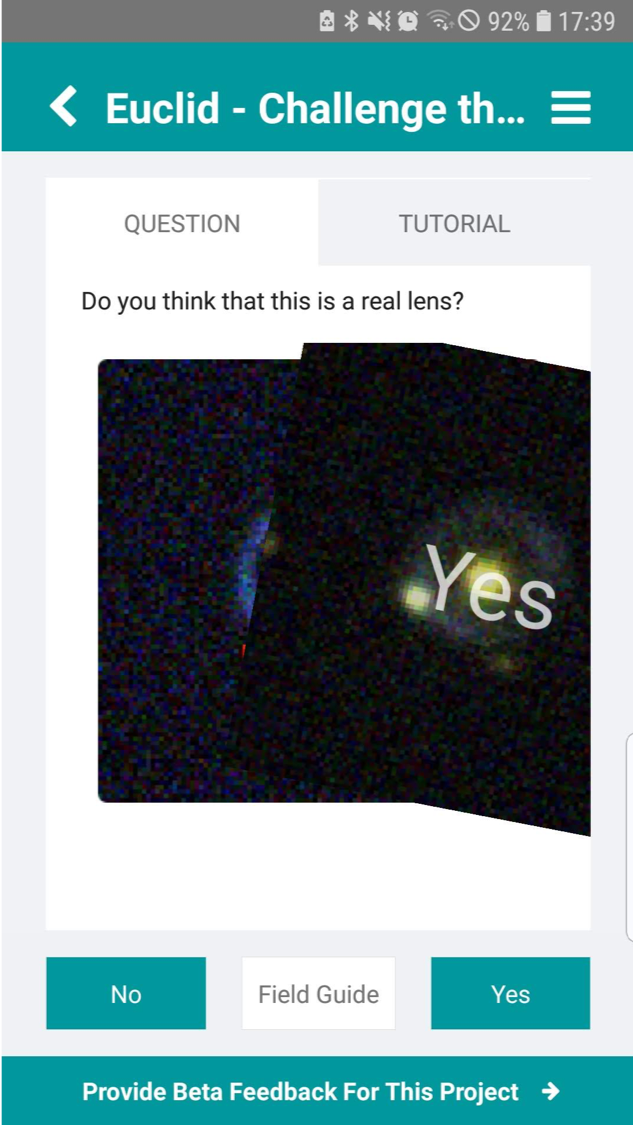 92% 17:39
Euclid - Challenge th...
QUESTION TUTORIAL
Do you think that this is a real lens?
Yes
No Field Guide Yes
Provide Beta Feedback For This Project →